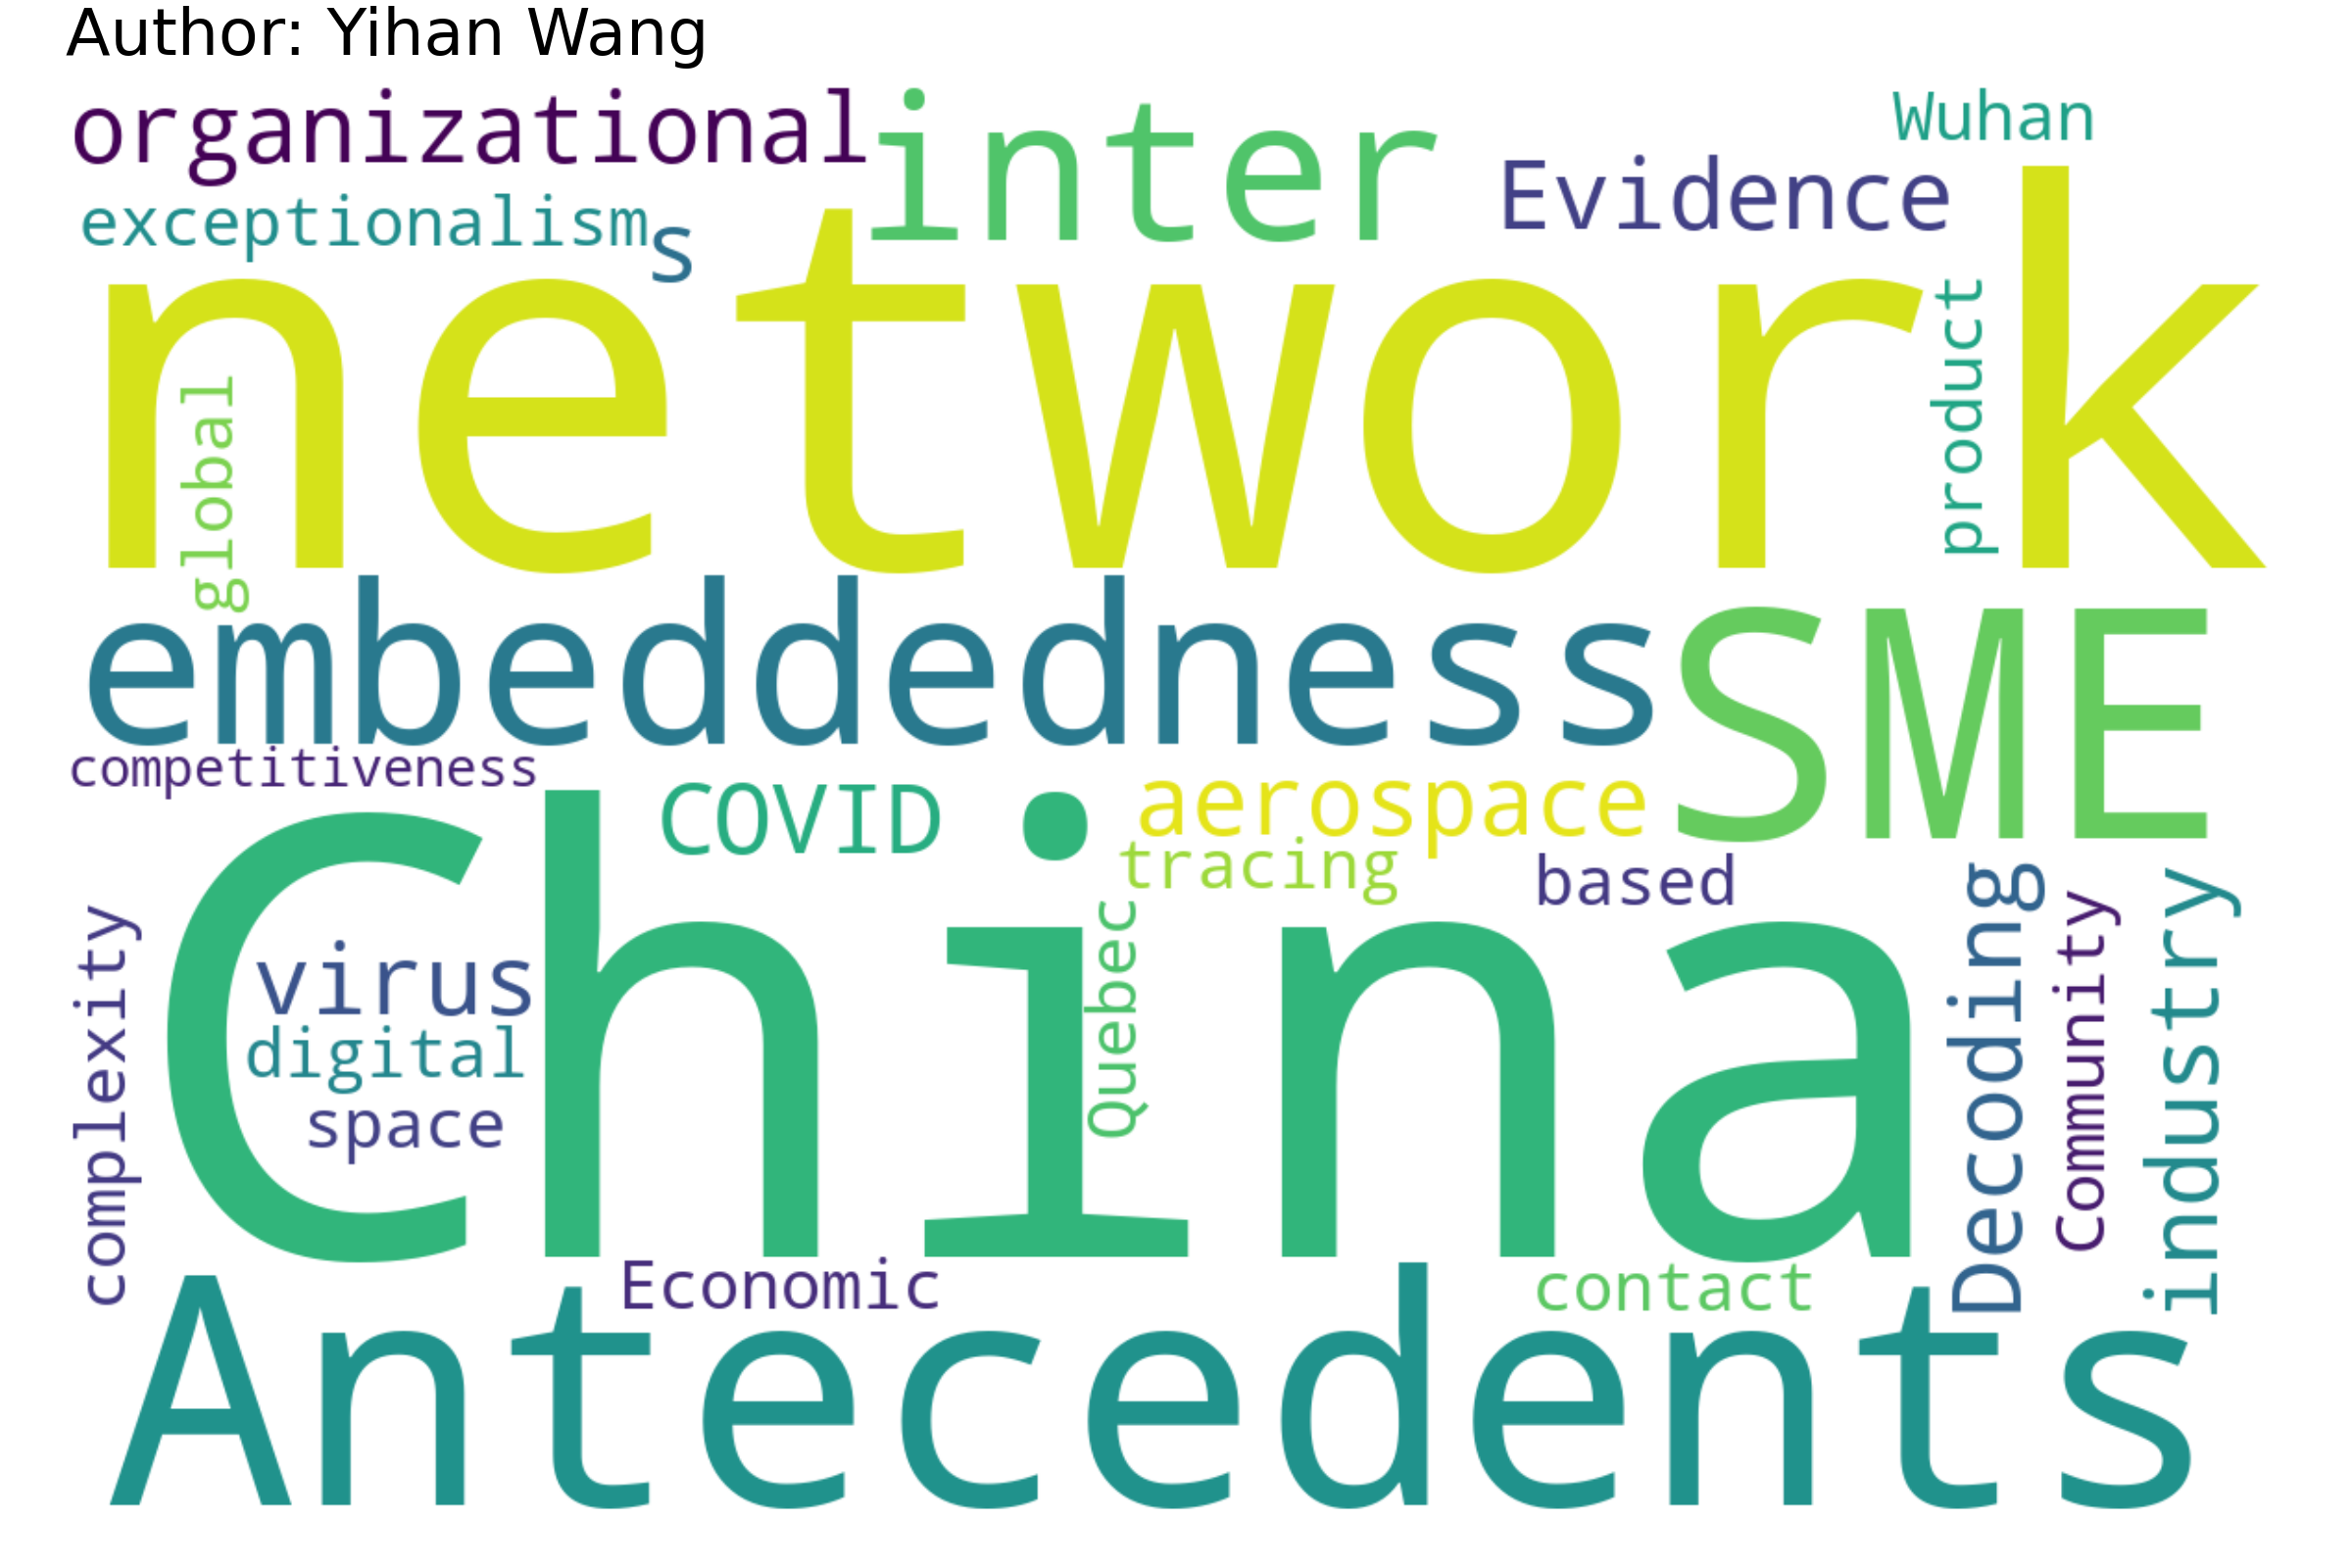 Author: Yihan Wang
organizational
inter
Wuhan
Evidence
exceptionalism
s
network
product
global
embeddedness
SME
competitiveness
COVID
aerospace
tracing
based
China
complexity
virus
digital
space
Quebec
Decoding
Community
industry
Economic
contact
Antecedents